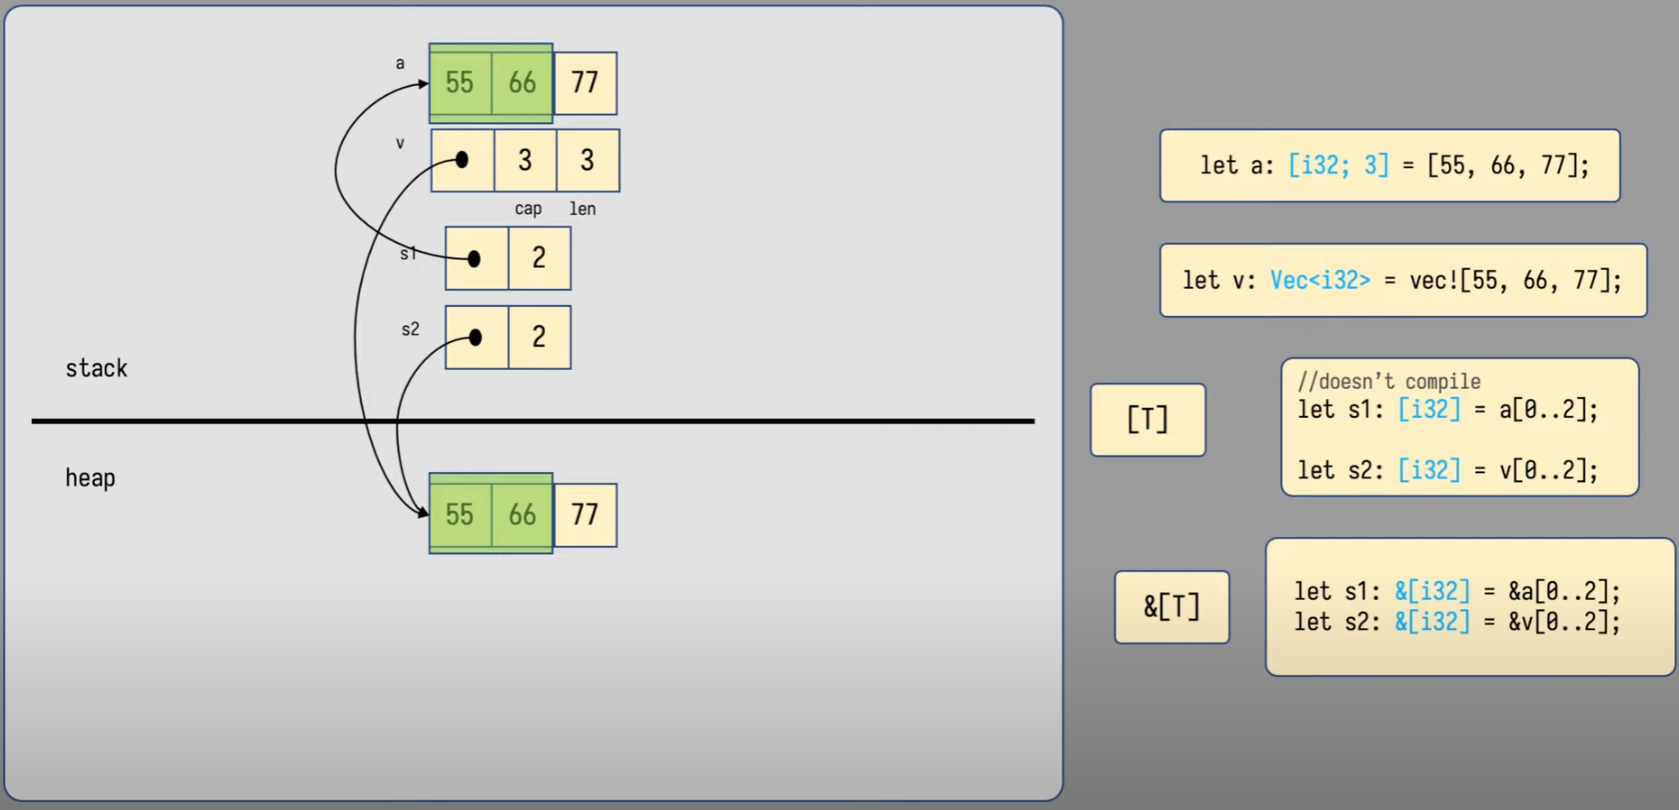 a
55 66 77
v
3 3
cap len
s1
2
s2
2
stack
heap
55 66 77
let a: [i32; 3] = [55, 66, 77];
let v: Vec<i32> = vec![55, 66, 77];
[T]
//doesn't compile
let s1: [i32] = a[0..2];
let s2: [i32] = v[0..2];
&[T]
let s1: &[i32] = &a[0..2];
let s2: &[i32] = &v[0..2];